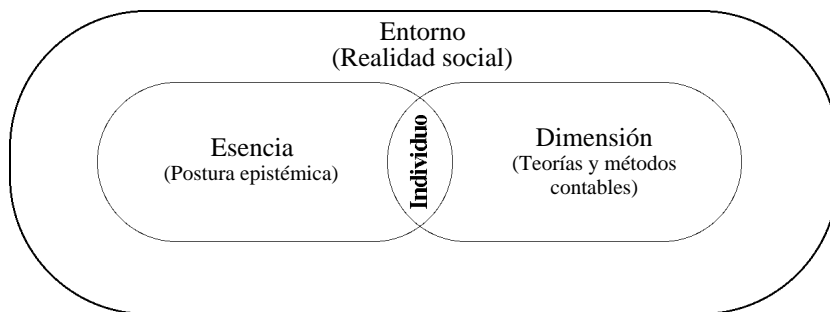 Entorno
(Realidad social)
Esencia
(Postura epistémica)
Individuo
Dimensión
(Teorías y métodos
contables)